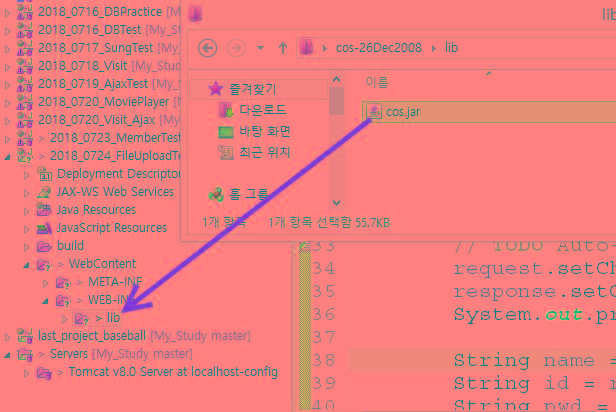 2018_0716_DBPractice [My_
2018_0716_DBTest [My_Stud
2018_0717_SungTest [My_St
2018_0718_Visit [My_Study
2018_0719_AjaxTest [My_St
2018_0720_MoviePlayer [M
2018_0720_Visit_Ajax [My_S
> 2018_0723_MemberTest
> 2018_0724_FileUploadTe
Deployment Descriptor
JAX-WS Web Services
Java Resources
JavaScript Resources
build
> WebContent
> META-INF
> WEB-IN
> lib
last_project_baseball [My_Study master]
> Servers [My_Study master]
> Tomcat v8.0 Server at localhost-config
lib
cos-26Dec2008 ▸ lib
즐겨찾기
다운로드
바탕 화면
최근 위치
홈 그룹
이름
cos.jar
1개 항목 1개 항목 선택함 55.7KB
33 // TODO Auto-
34 request.setCh
35 response.setC
36 System.out.pr
37
38 String name =
39 String id = r
40 String pwd =